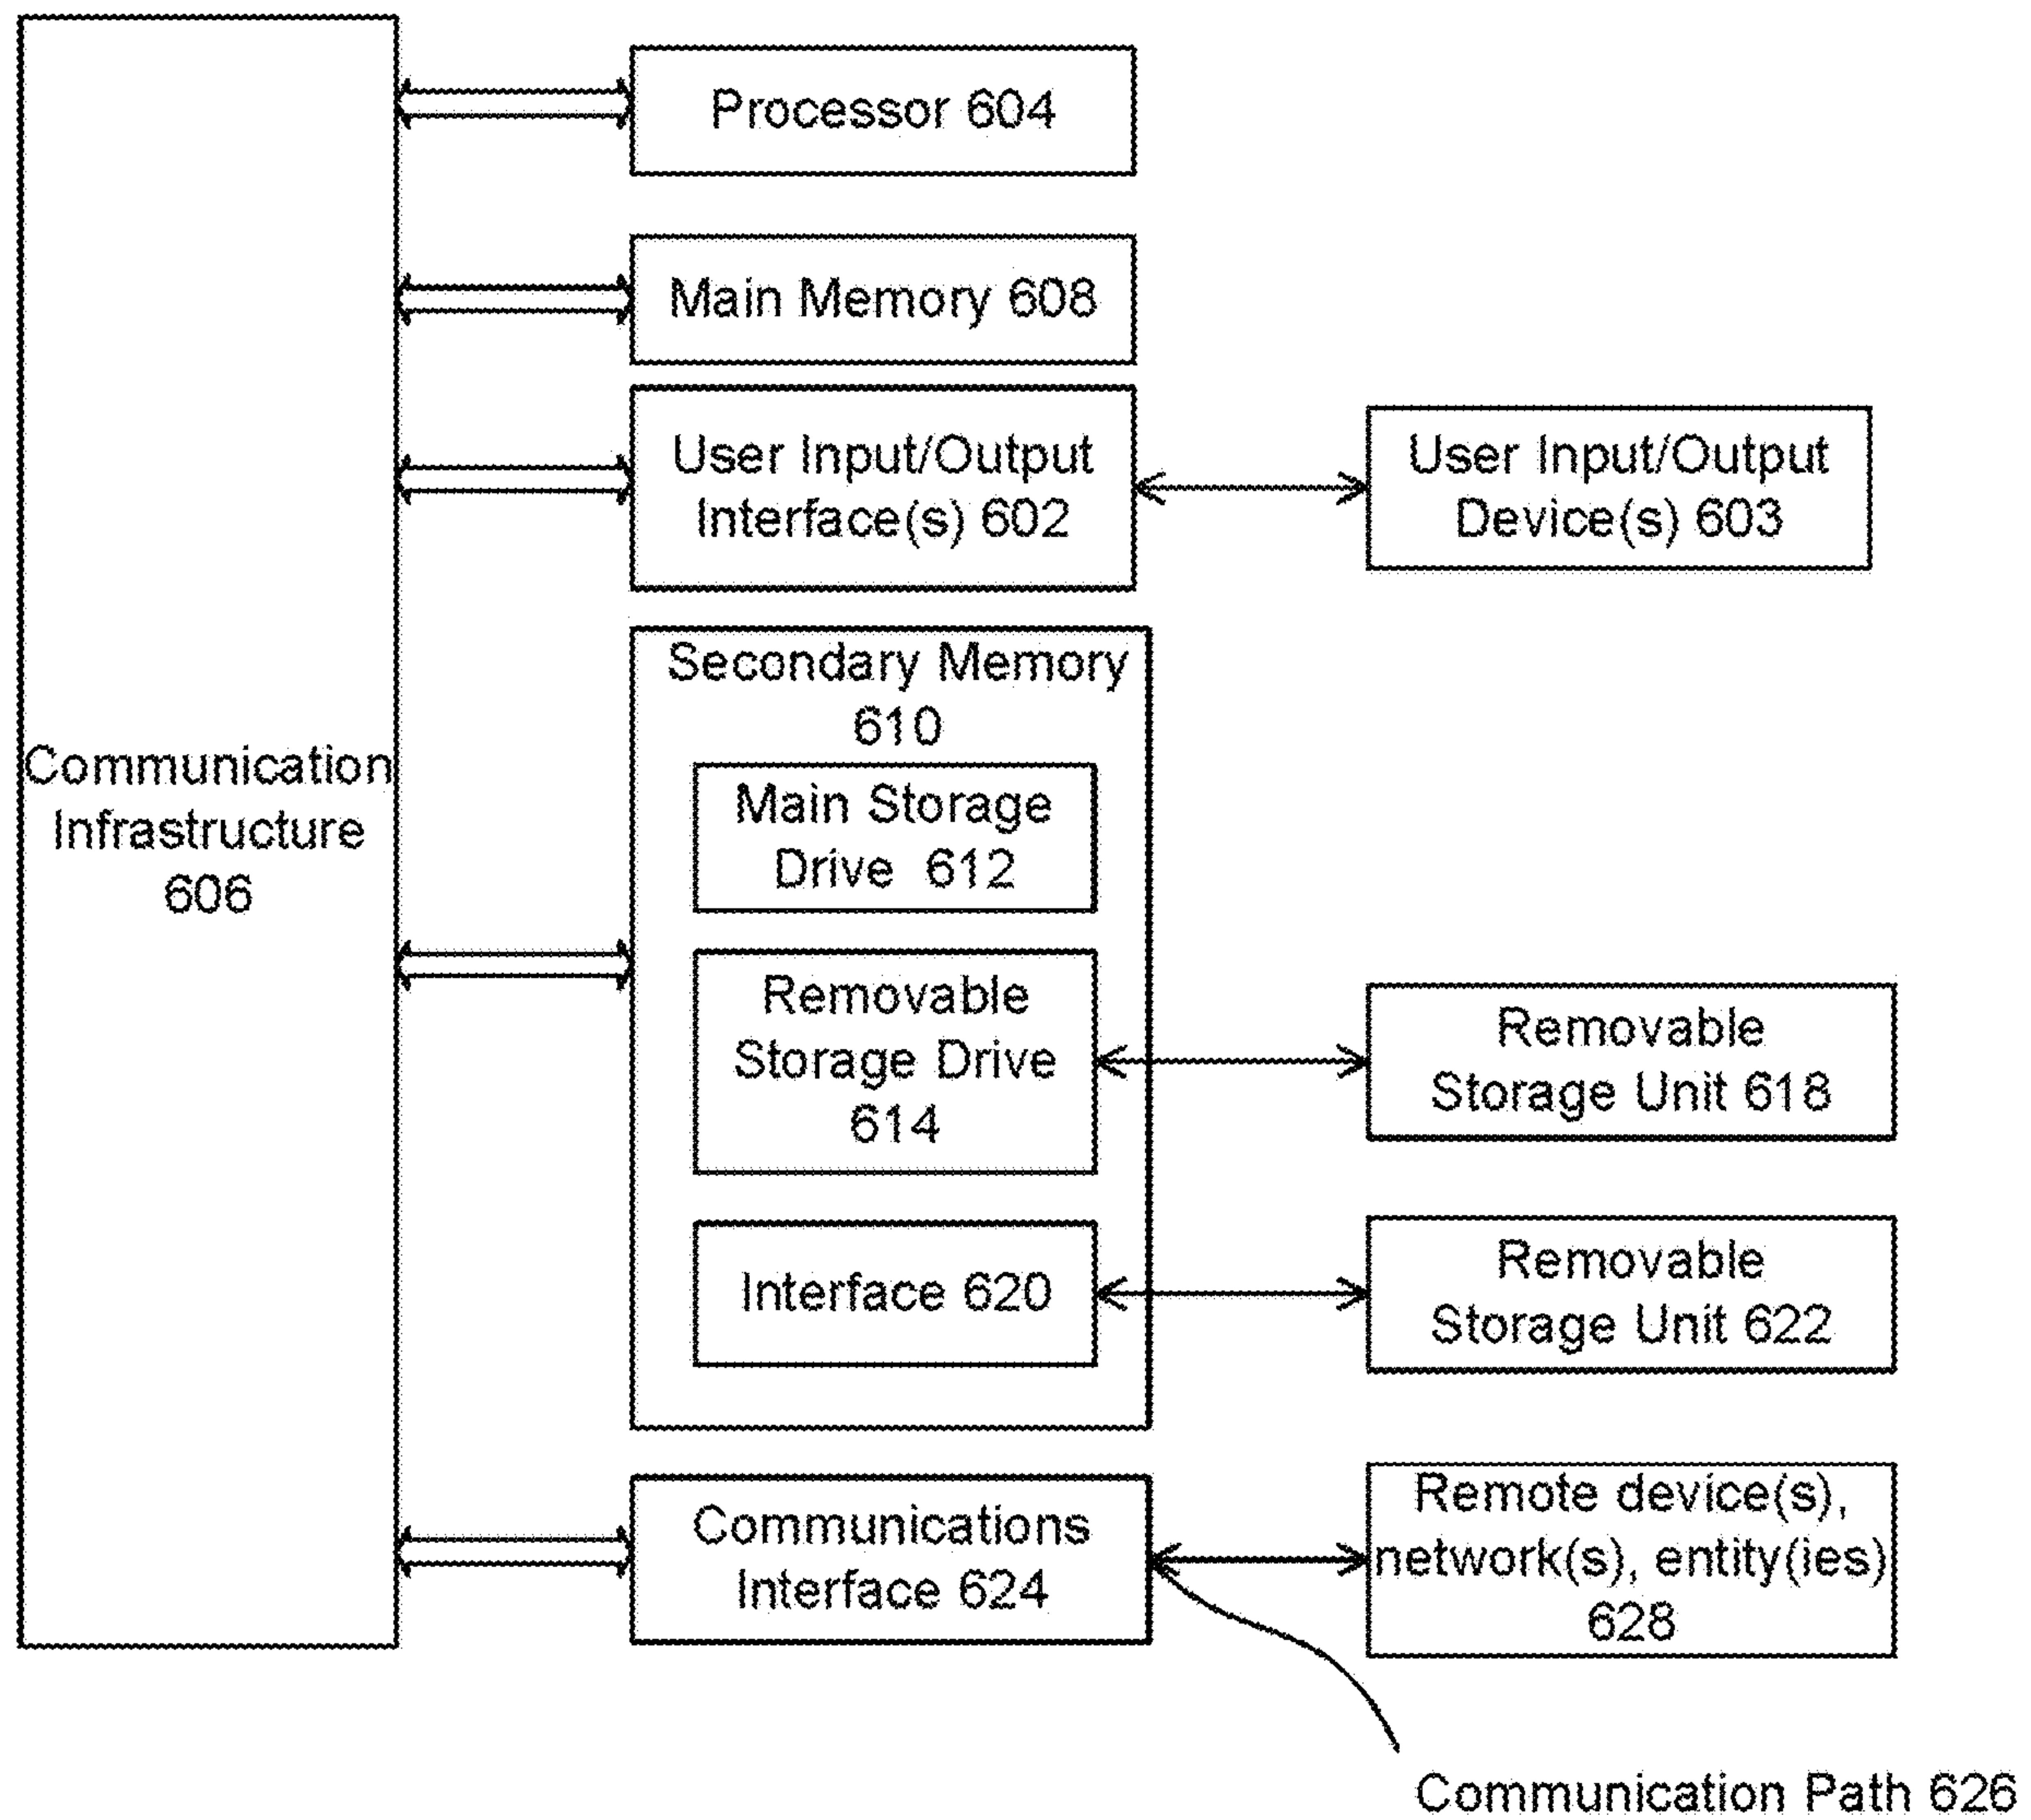 Processor 604
Main Memory 608
User Input/Output
Interface(s) 602
User Input/Output
Device(s) 603
Secondary Memory
610
Main Storage
Drive 612
Communication
Infrastructure
606
Removable
Storage Drive
614
Removable
Storage Unit 618
Interface 620
Removable
Storage Unit 622
Communications
Interface 624
Remote device(s),
network(s), entity(ies)
628
Communication Path 626